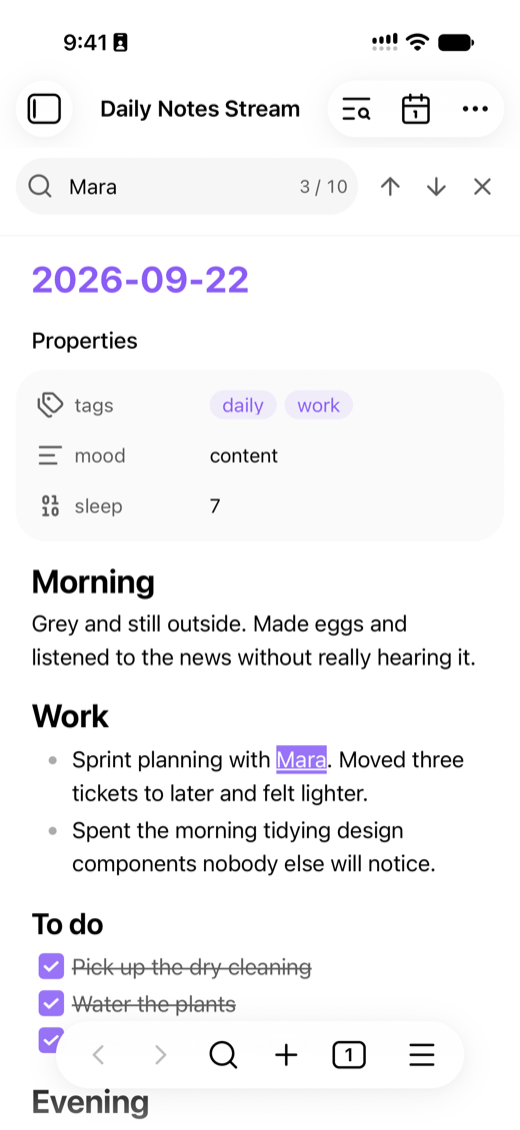 9:41
Daily Notes Stream
Mara
3 / 10
2026-09-22
Properties
tags daily work
mood content
sleep 7
Morning
Grey and still outside. Made eggs and
listened to the news without really hearing it.
Work
Sprint planning with Mara. Moved three
tickets to later and felt lighter.
Spent the morning tidying design
components nobody else will notice.
To do
Pick up the dry cleaning
Water the plants
1
Evening